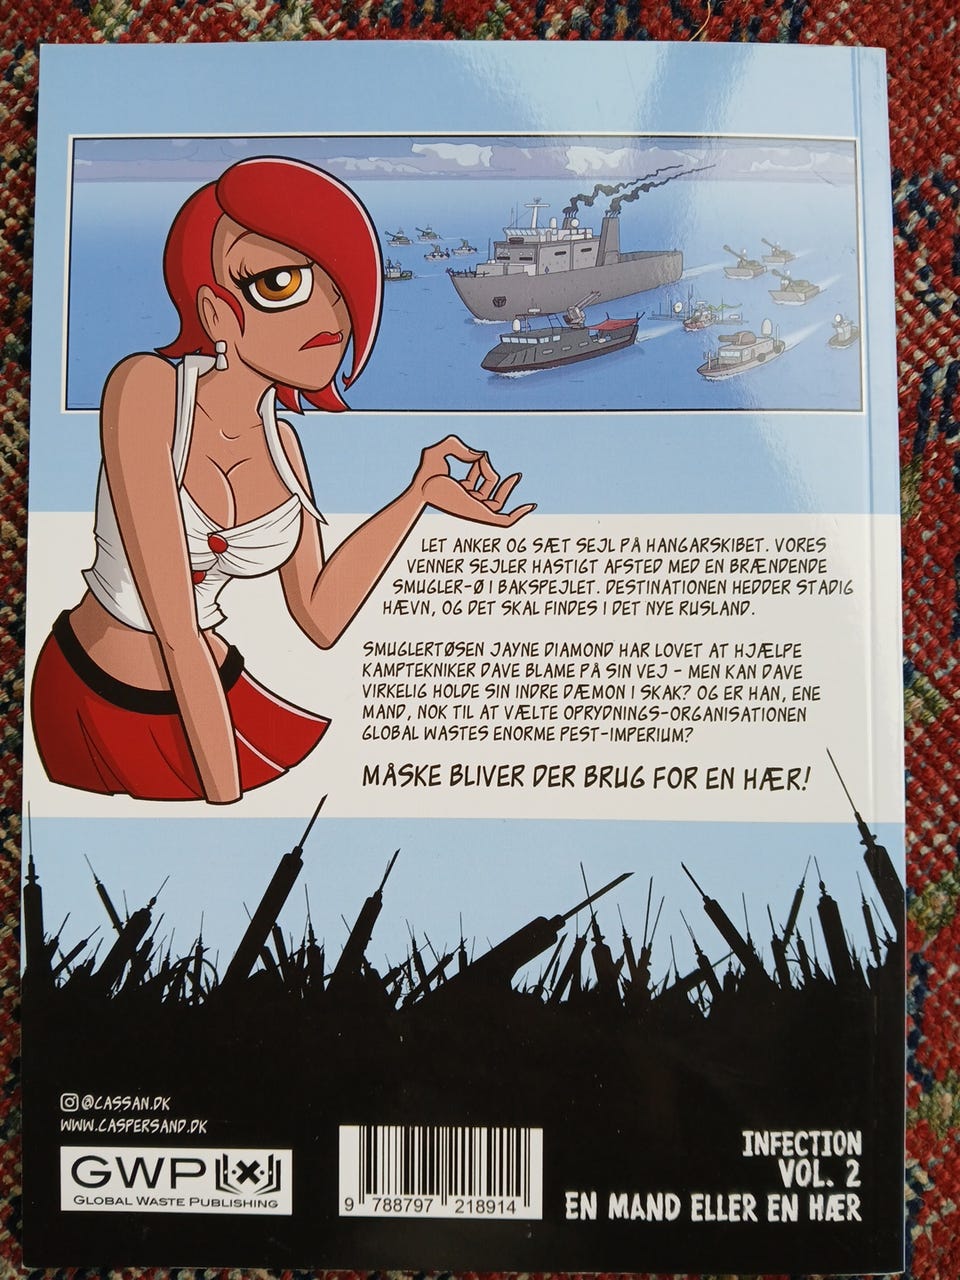 LET ANKER OG SÆT SEJL PÅ HANGARSKIBET. VORES
VENNER SEJLER HASTIGT AFSTED MED EN BRÆNDENDE
SMUGLER-Ø I BAKSPEJLET. DESTINATIONEN HEDDER STADIG
HÆVN, OG DET SKAL FINDES I DET NYE RUSLAND.
SMUGLERTØSEN JAYNE DIAMOND HAR LOVET AT HJÆLPE
KAMPTEKNIKER DAVE BLAME PÅ SIN VEJ – MEN KAN DAVE
VIRKELIG HOLDE SIN INDRE DÆMON I SKAK? OG ER HAN, ENE
MAND, NOK TIL AT VÆLTE OPRYDNINGS-ORGANISATIONEN
GLOBAL WASTES ENORME PEST-IMPERIUM?
MÅSKE BLIVER DER BRUG FOR EN HÆR!
@CASSAN.DK
WWW.CASPERSAND.DK
GWP
GLOBAL WASTE PUBLISHING
9 788797 218914
INFECTION
VOL. 2
EN MAND ELLER EN HÆR